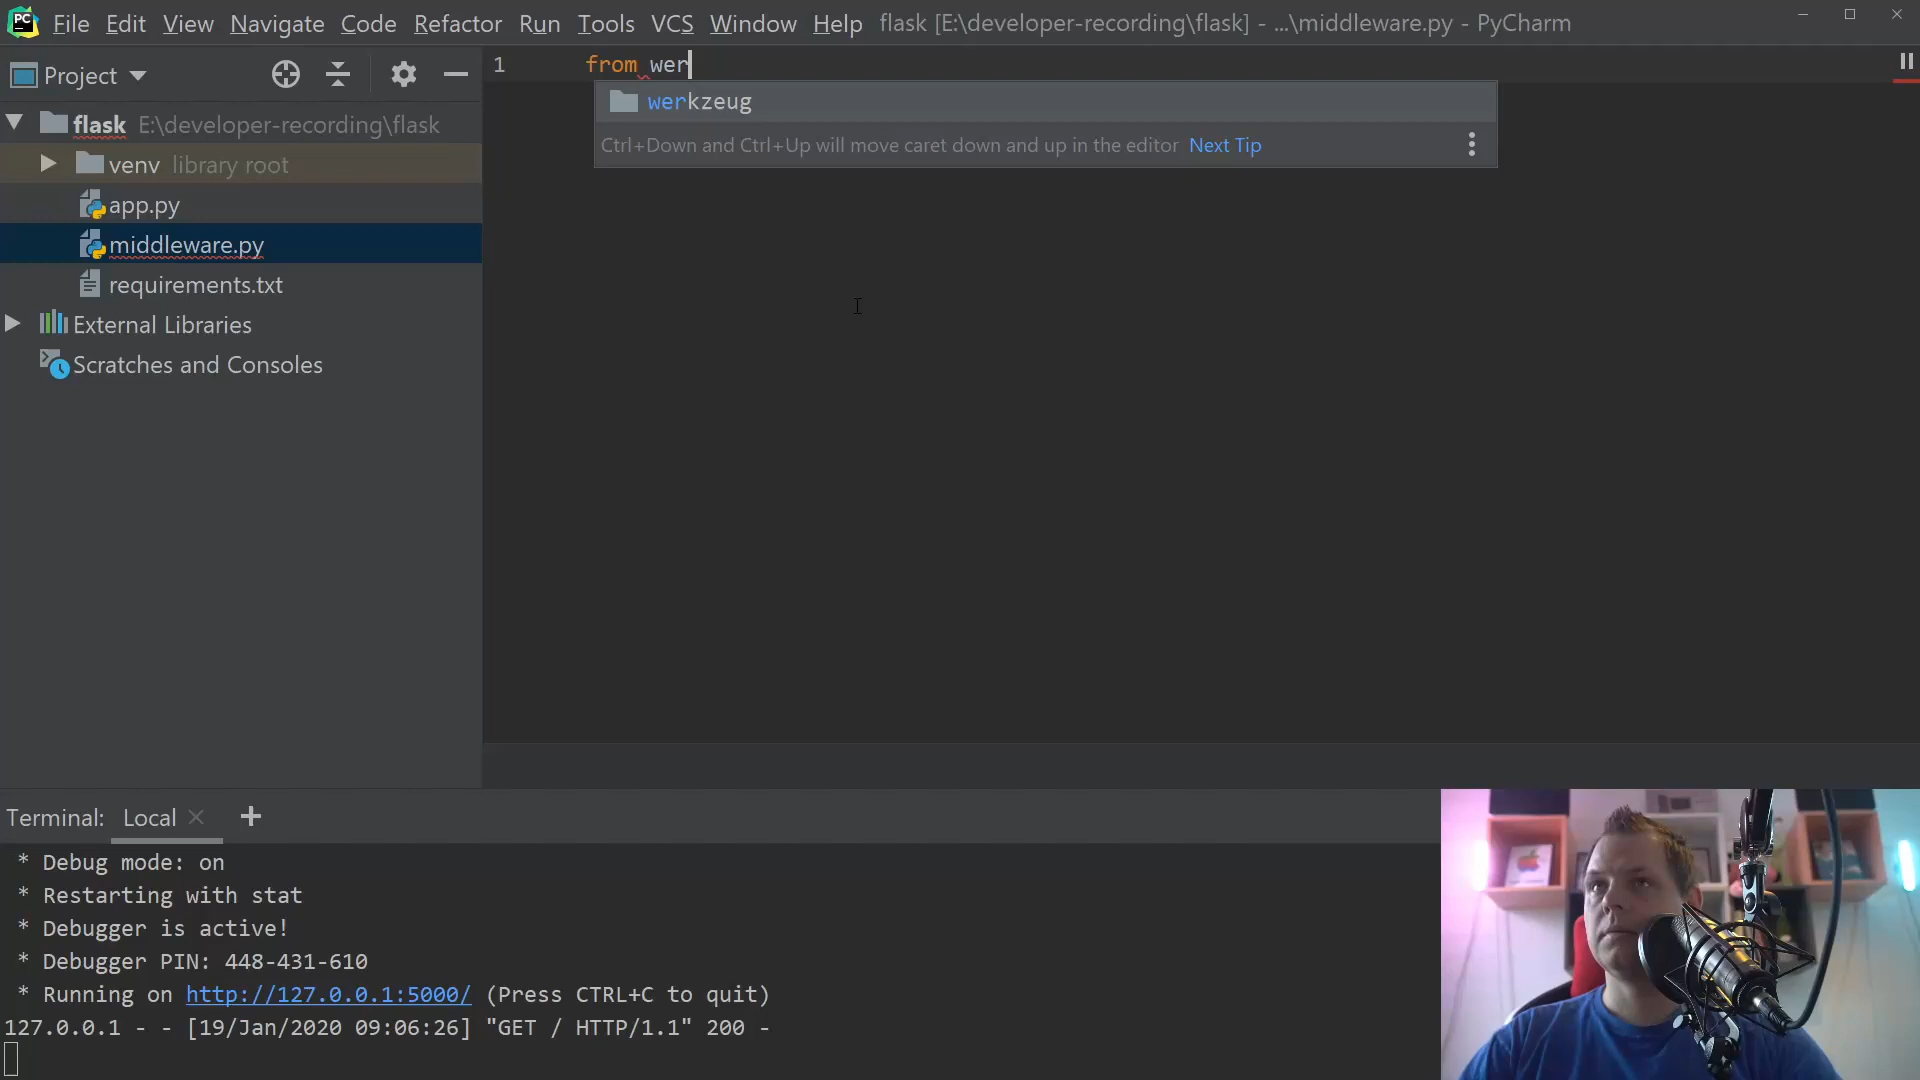 PC File Edit View Navigate Code Refactor Run Tools VCS Window Help flask [E:\developer-recording\flask] - ...\middleware.py - PyCharm
Project
flask E:\developer-recording\flask
venv library root
app.py
middleware.py
requirements.txt
External Libraries
Scratches and Consoles
1 from wer
werkzeug
Ctrl+Down and Ctrl+Up will move caret down and up in the editor Next Tip
Terminal: Local
* Debug mode: on
* Restarting with stat
* Debugger is active!
* Debugger PIN: 448-431-610
* Running on http://127.0.0.1:5000/ (Press CTRL+C to quit)
127.0.0.1 - - [19/Jan/2020 09:06:26] "GET / HTTP/1.1" 200 -